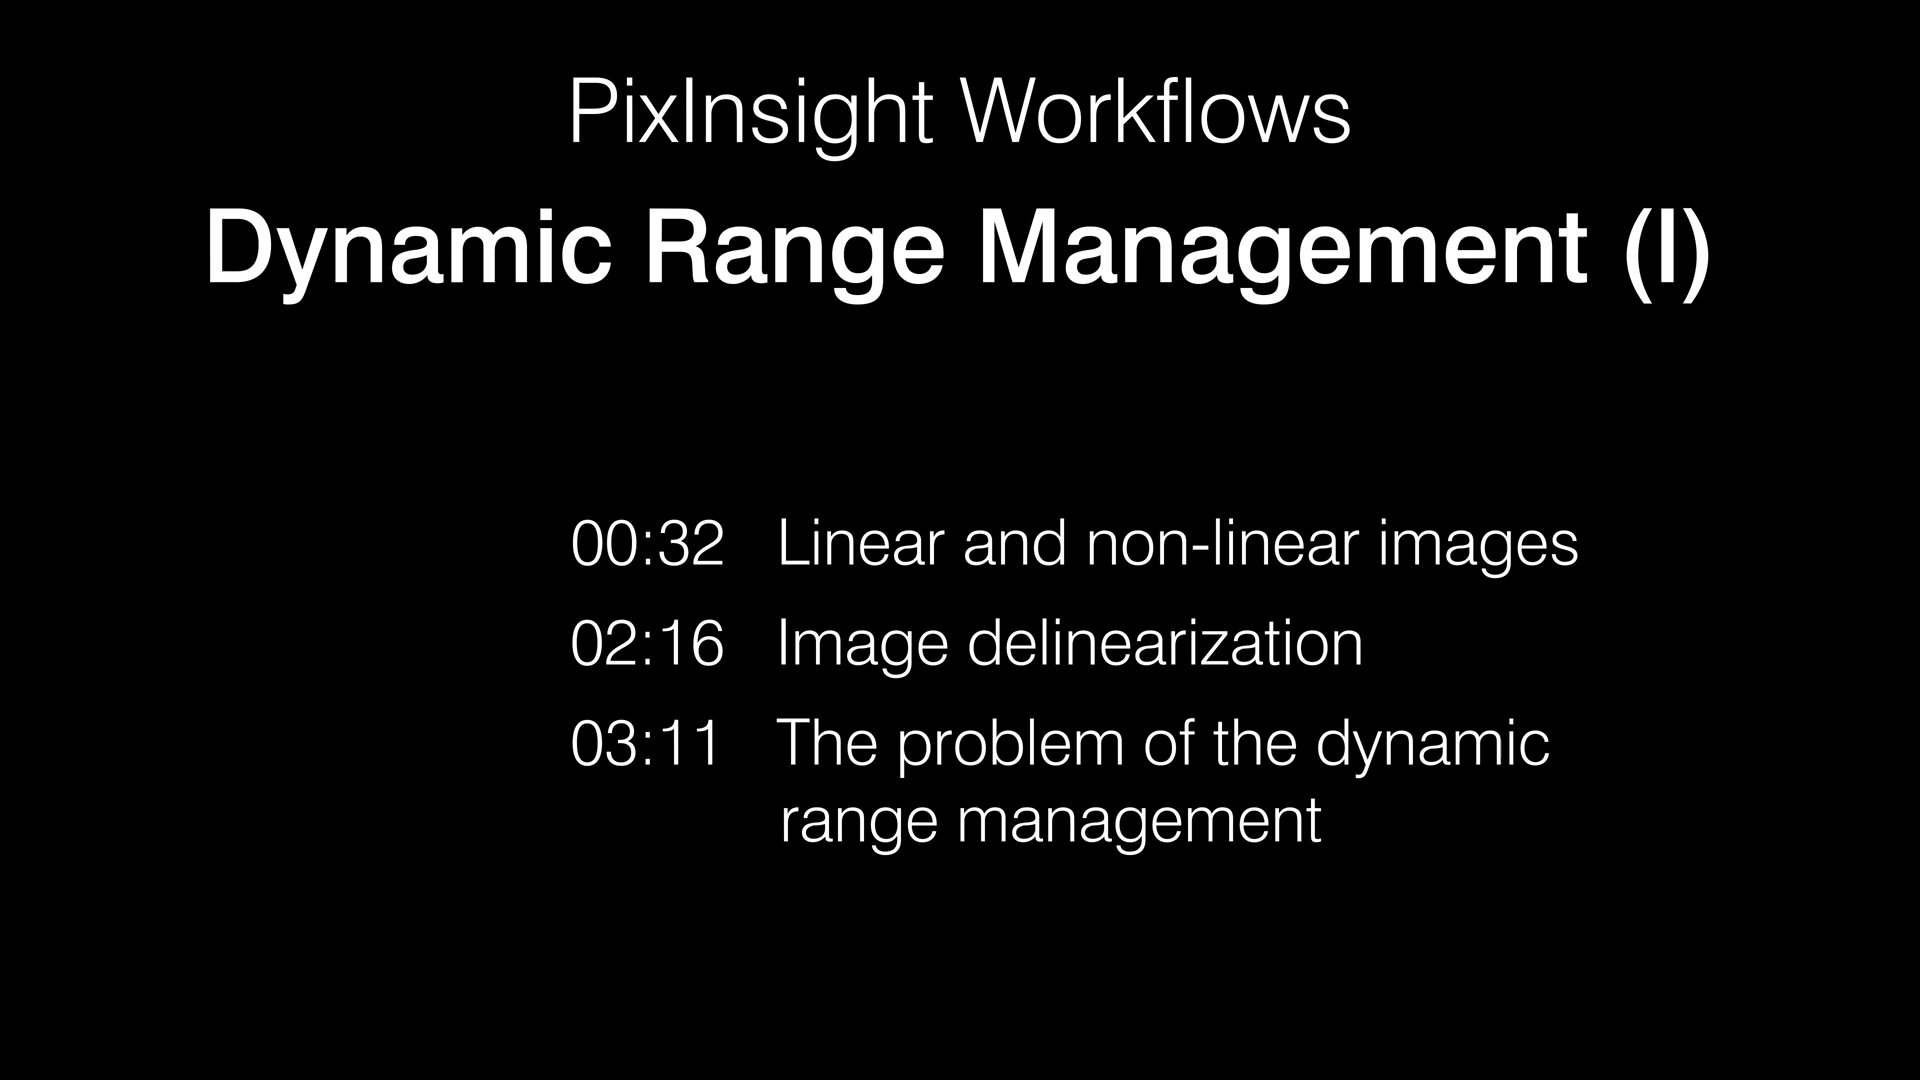 PixInsight Workflows
Dynamic Range Management (I)
00:32 Linear and non-linear images
02:16 Image delinearization
03:11 The problem of the dynamic
range management